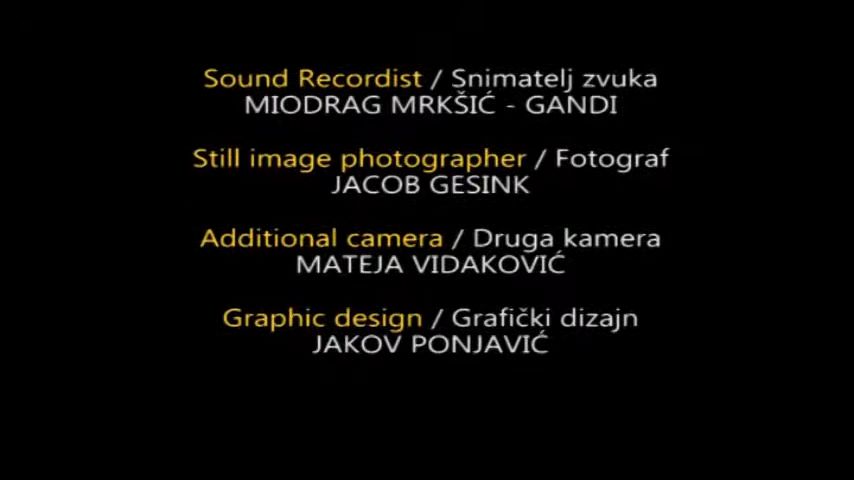 Sound Recordist / Snimatelj zvuka
MIODRAG MRKŠIĆ - GANDI
Still image photographer / Fotograf
JACOB GESINK
Additional camera / Druga kamera
MATEJA VIDAKOVIĆ
Graphic design / Grafički dizajn
JAKOV PONJAVIĆ